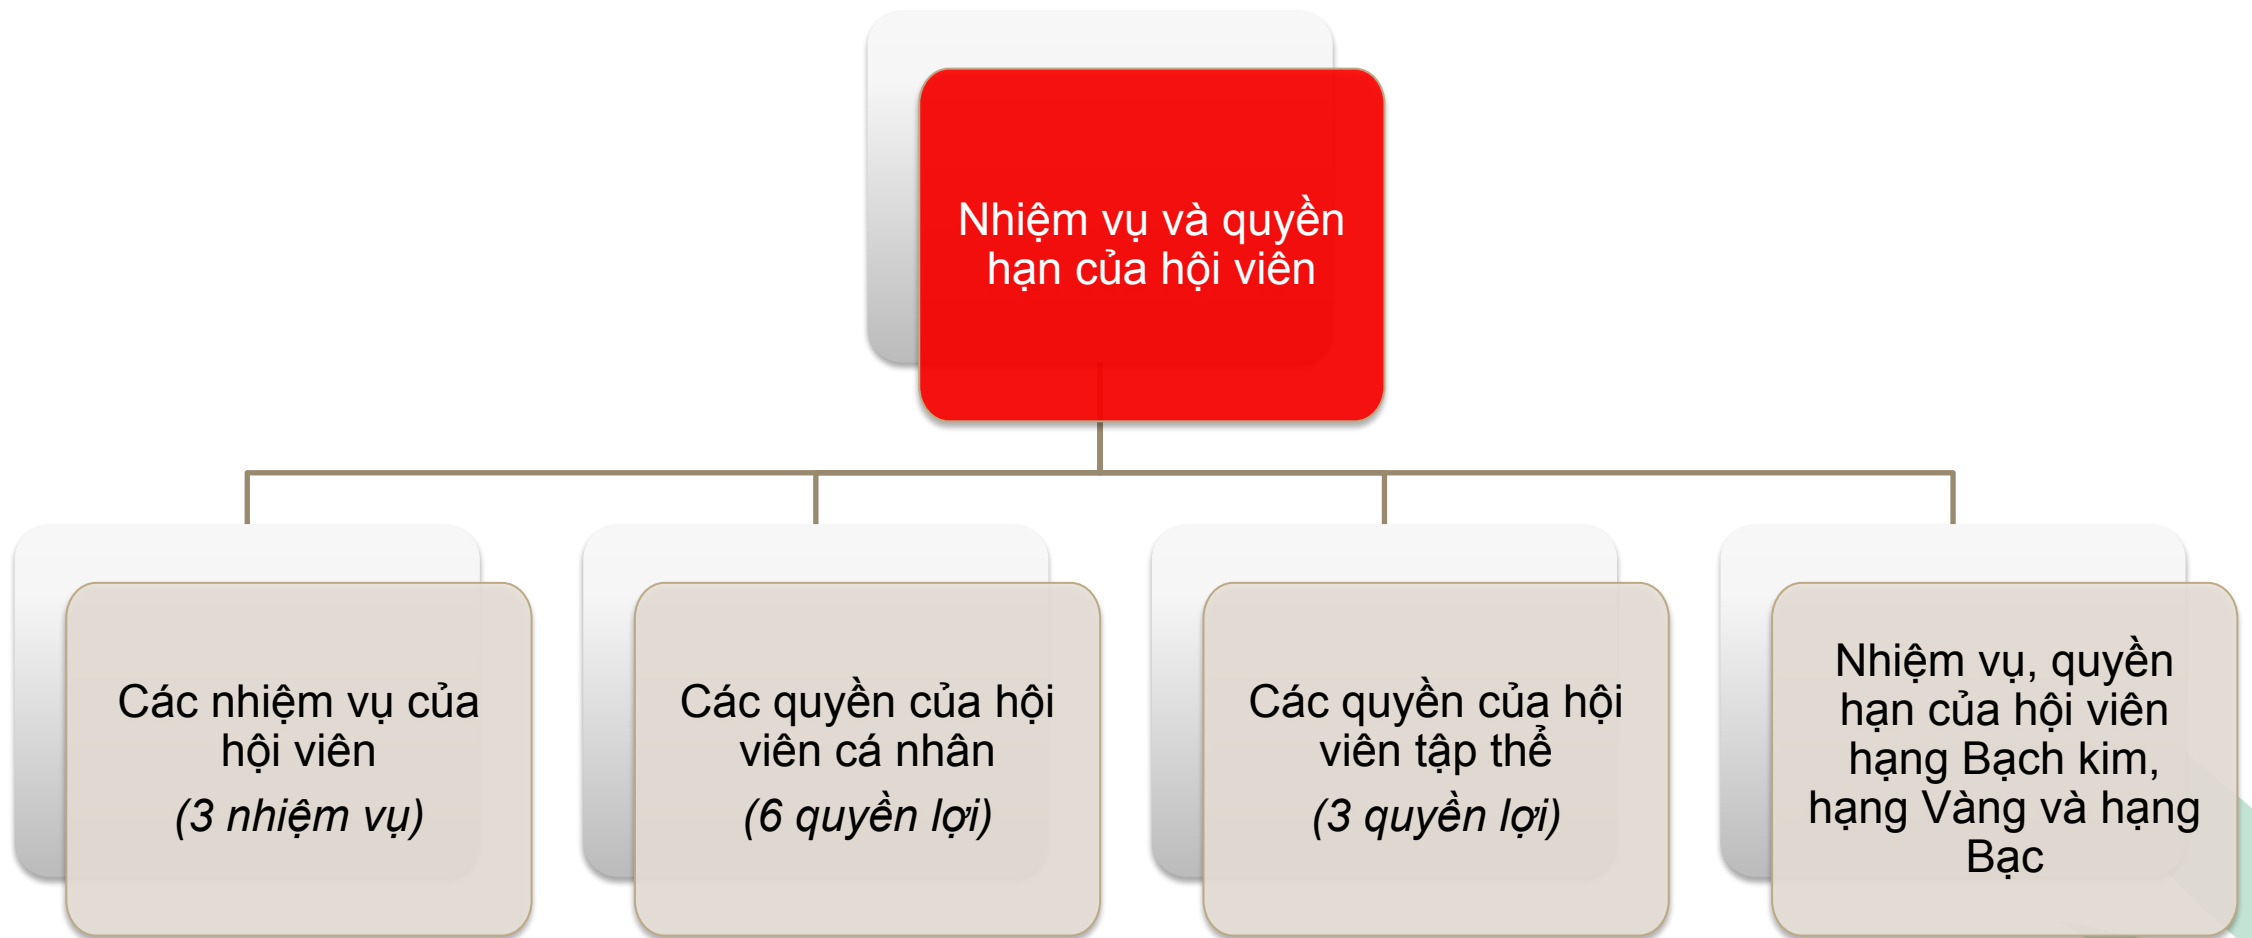 Nhiệm vụ và quyền
hạn của hội viên
Các nhiệm vụ của
hội viên
(3 nhiệm vụ)
Các quyền của hội
viên cá nhân
(6 quyền lợi)
Các quyền của hội
viên tập thể
(3 quyền lợi)
Nhiệm vụ, quyền
hạn của hội viên
hạng Bạch kim,
hạng Vàng và hạng
Bạc